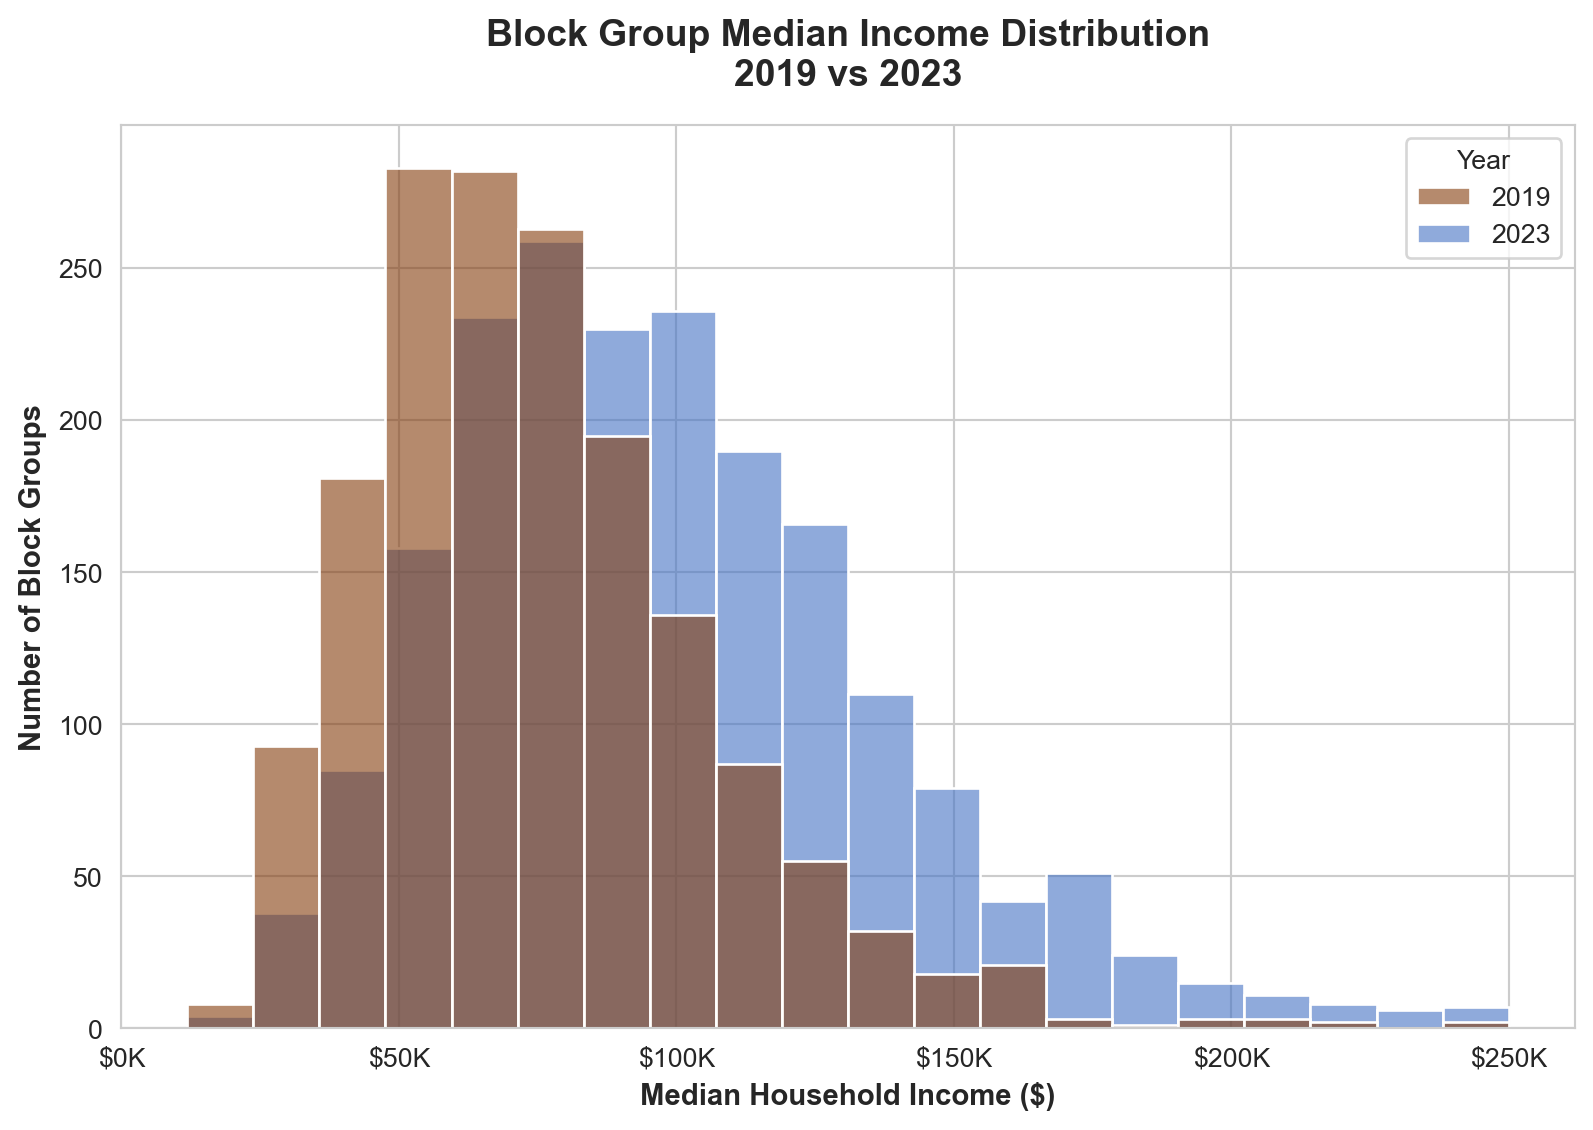 Block Group Median Income Distribution
2019 vs 2023
Year
2019
2023
Number of Block Groups
250
200
150
100
50
0
$0K $50K $100K $150K $200K $250K
Median Household Income ($)